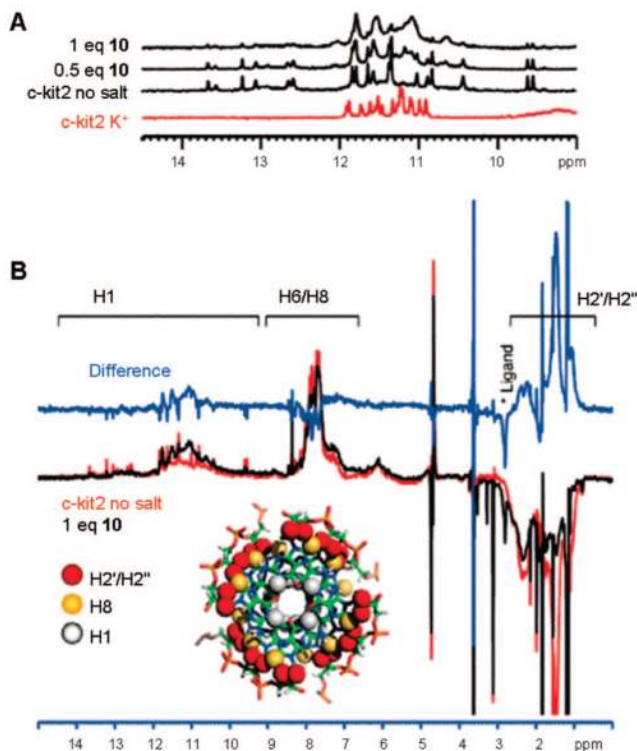 A
1 eq 10
0.5 eq 10
c-kit2 no salt
c-kit2 K⁺
14 13 12 11 10 ppm
B
H1 H6/H8 H2'/H2"
Difference
* Ligand
c-kit2 no salt
1 eq 10
H2'/H2"
H8
H1
14 13 12 11 10 9 8 7 6 5 4 3 2 ppm